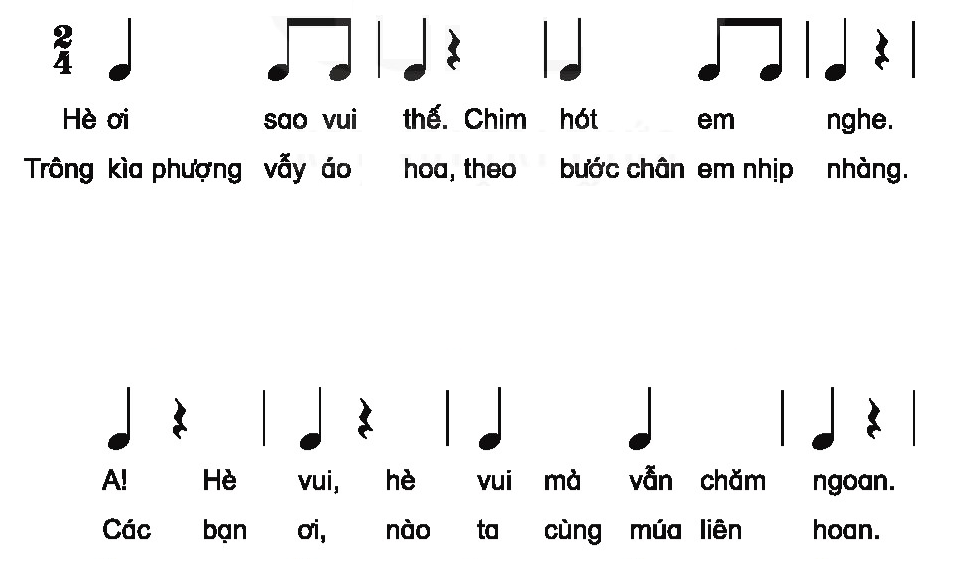 2
4
Hè ơi sao vui thế. Chim hót em nghe.
Trông kìa phượng vẫy áo hoa, theo bước chân em nhịp nhàng.
A! Hè vui, hè vui mà vẫn chăm ngoan.
Các bạn ơi, nào ta cùng múa liên hoan.